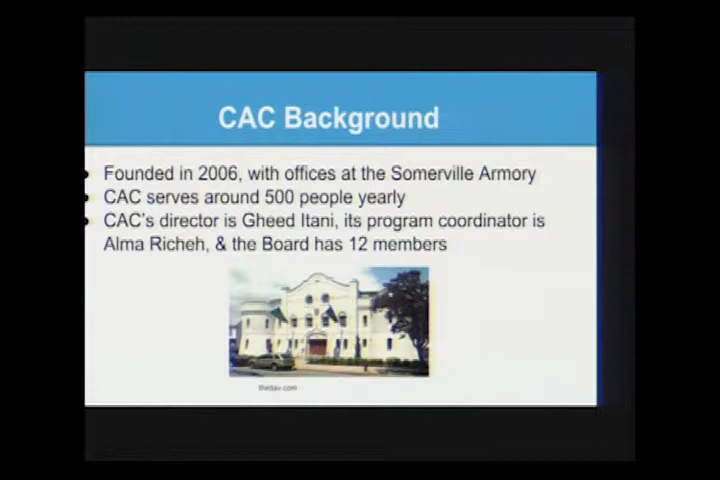 CAC Background
Founded in 2006, with offices at the Somerville Armory
CAC serves around 500 people yearly
CAC's director is Gheed Itani, its program coordinator is
Alma Richeh, & the Board has 12 members